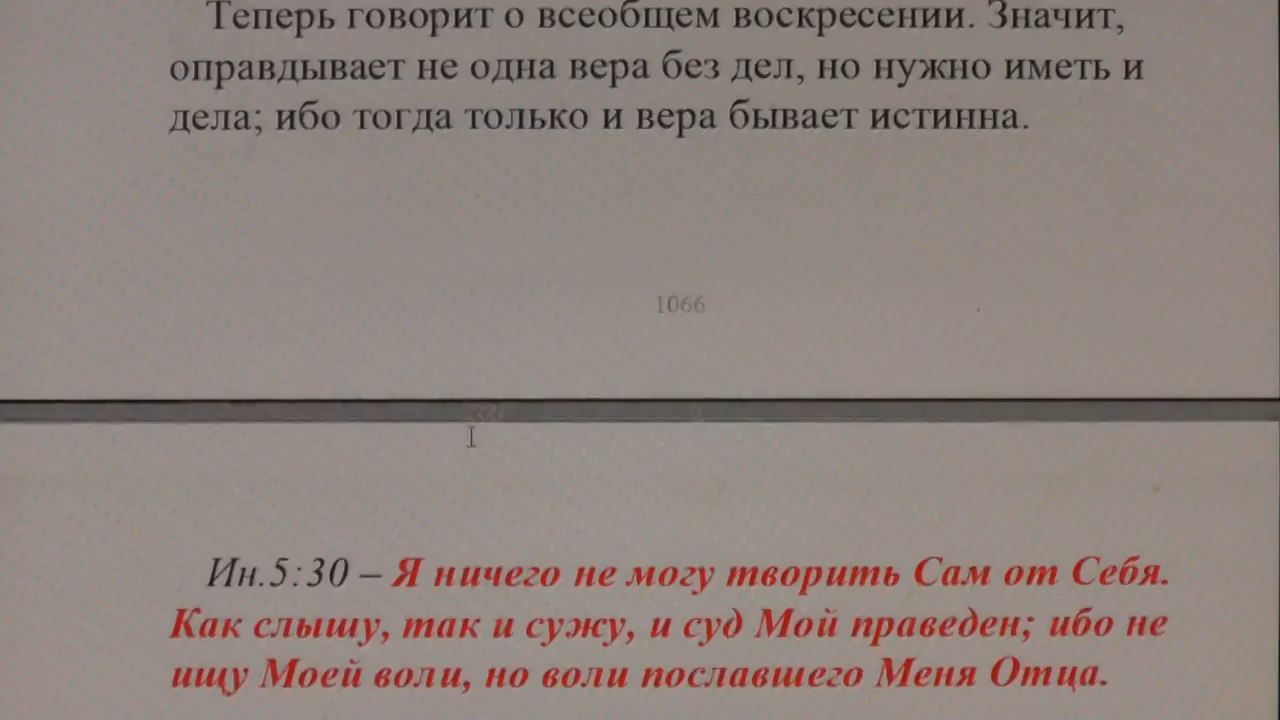 Теперь говорит о всеобщем воскресении. Значит,
оправдывает не одна вера без дел, но нужно иметь и
дела; ибо тогда только и вера бывает истинна.
1066
Ин.5:30 – Я ничего не могу творить Сам от Себя.
Как слышу, так и сужу, и суд Мой праведен; ибо не
ищу Моей воли, но воли пославшего Меня Отца.